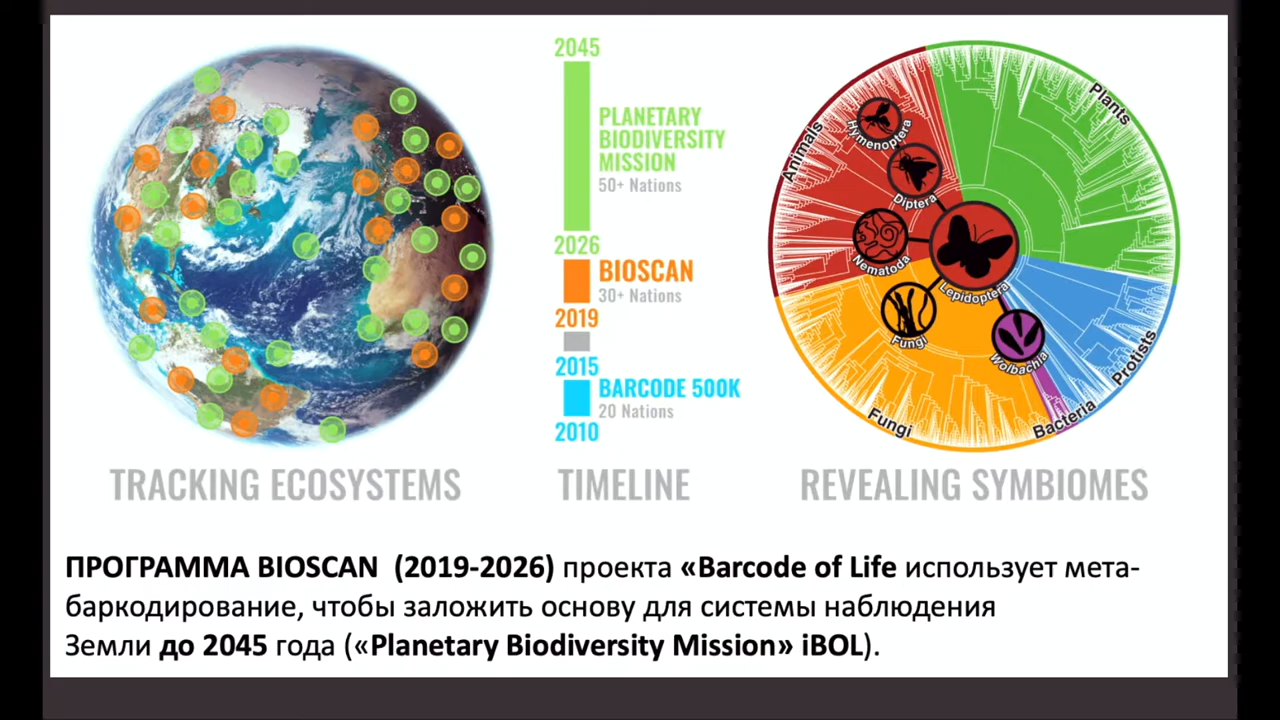 2045
PLANETARY
BIODIVERSITY
MISSION
50+ Nations
2026
BIOSCAN
30+ Nations
2019
2015
BARCODE 500K
20 Nations
2010
Animals
Plants
Protists
Bacteria
Fungi
Hymenoptera
Diptera
Nematoda
Lepidoptera
Fungi
Wolbachia
TRACKING ECOSYSTEMS
TIMELINE
REVEALING SYMBIOMES
ПРОГРАММА BIOSCAN (2019-2026) проекта «Barcode of Life использует мета-
баркодирование, чтобы заложить основу для системы наблюдения
Земли до 2045 года («Planetary Biodiversity Mission» iBOL).